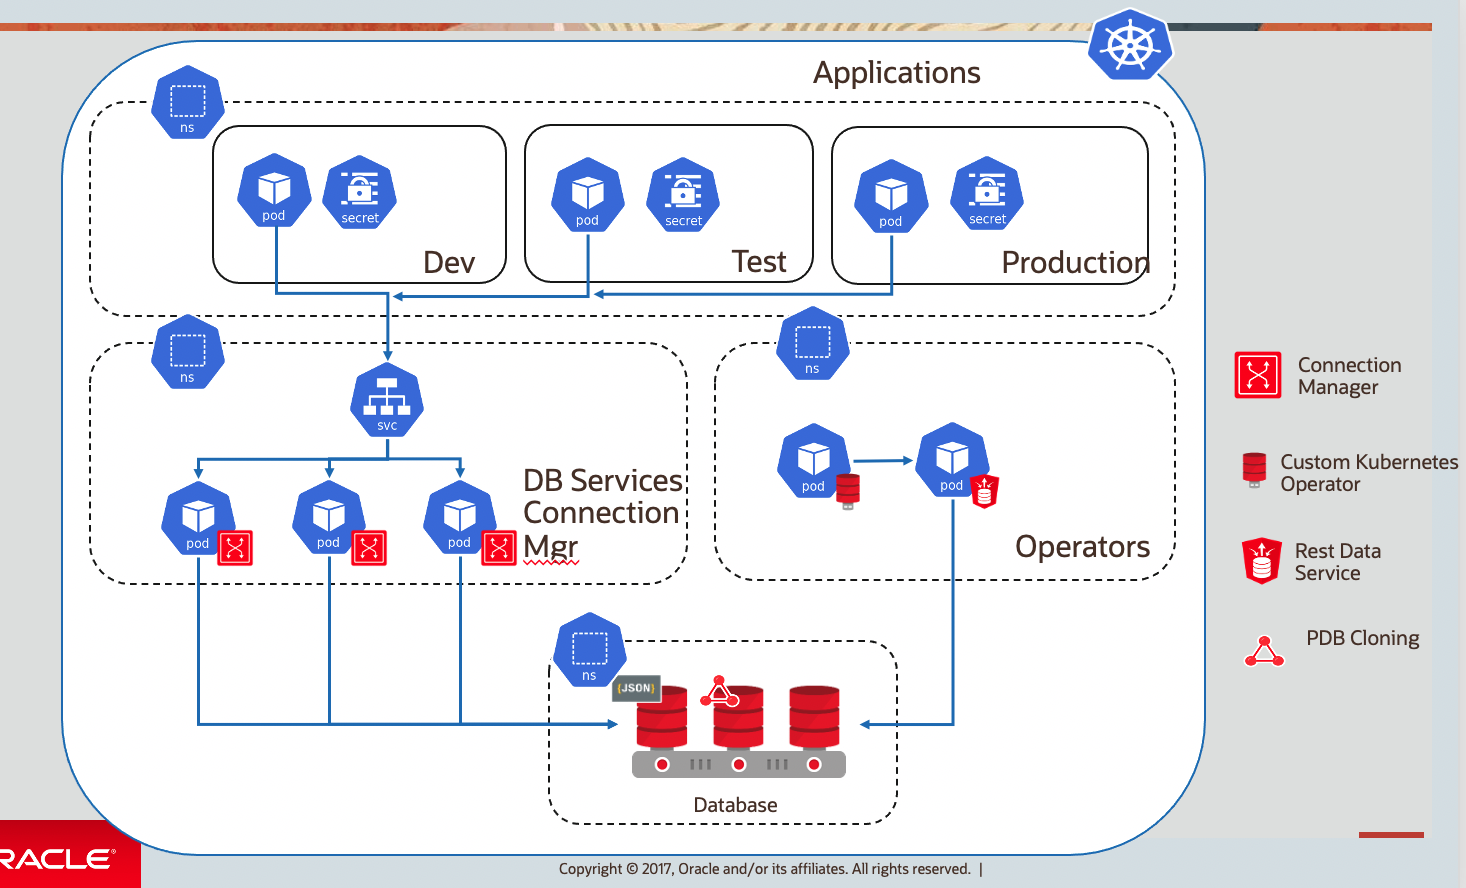 Applications
ns
pod
secret
Dev
pod
secret
Test
pod
secret
Production
ns
svc
pod
pod
pod
DB Services
Connection
Mgr
ns
pod
pod
Operators
Connection
Manager
Custom Kubernetes
Operator
Rest Data
Service
PDB Cloning
ns
{JSON}
Database
RACLE®
Copyright © 2017, Oracle and/or its affiliates. All rights reserved. |